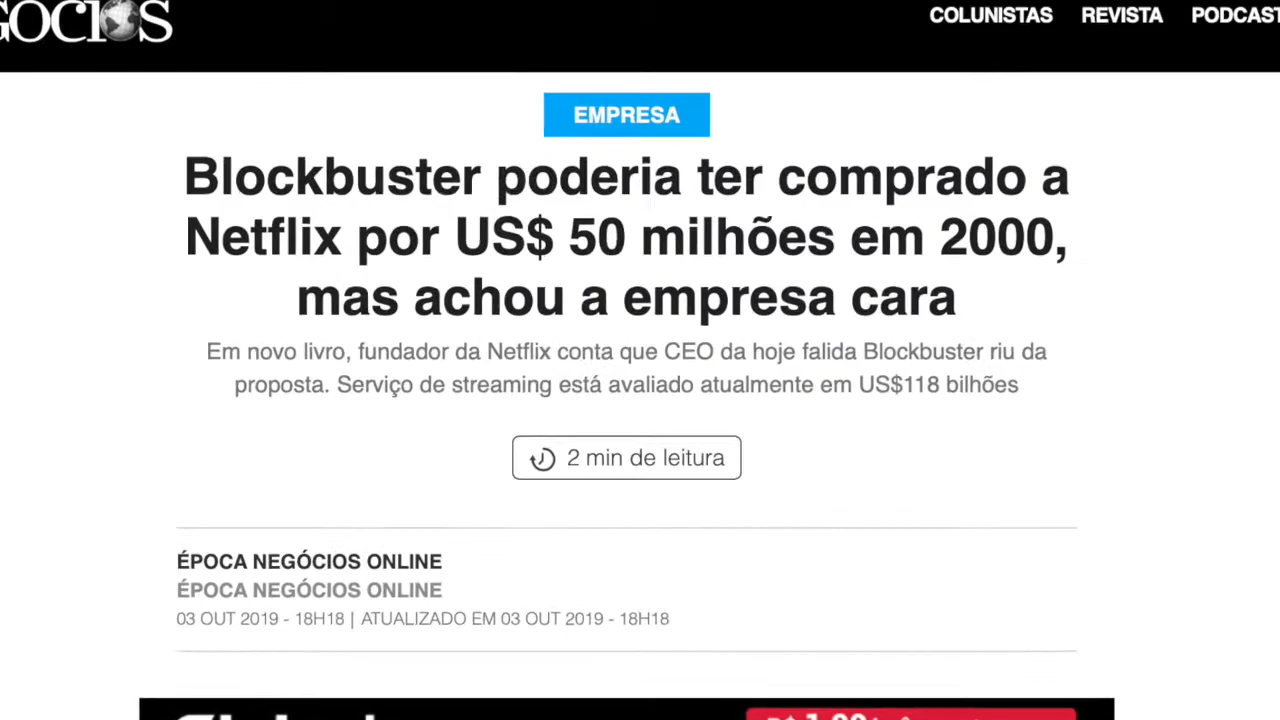 COLUNISTAS REVISTA PODCAST
EMPRESA
Blockbuster poderia ter comprado a
Netflix por US$ 50 milhões em 2000,
mas achou a empresa cara
Em novo livro, fundador da Netflix conta que CEO da hoje falida Blockbuster riu da
proposta. Serviço de streaming está avaliado atualmente em US$118 bilhões
2 min de leitura
ÉPOCA NEGÓCIOS ONLINE
ÉPOCA NEGÓCIOS ONLINE
03 OUT 2019 - 18H18 | ATUALIZADO EM 03 OUT 2019 - 18H18